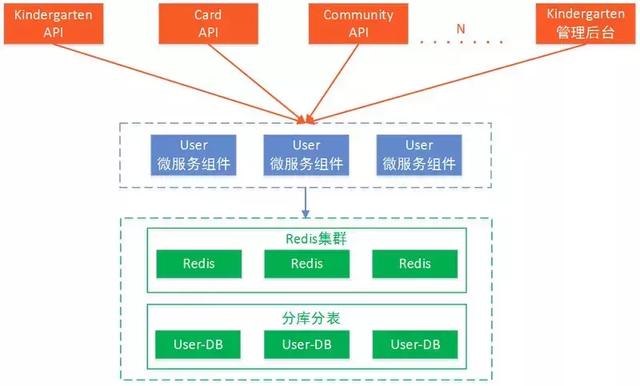 Kindergarten
API
Card
API
Community
API
N
Kindergarten
管理后台
User
微服务组件
User
微服务组件
User
微服务组件
Redis集群
Redis
Redis
Redis
分库分表
User-DB
User-DB
User-DB